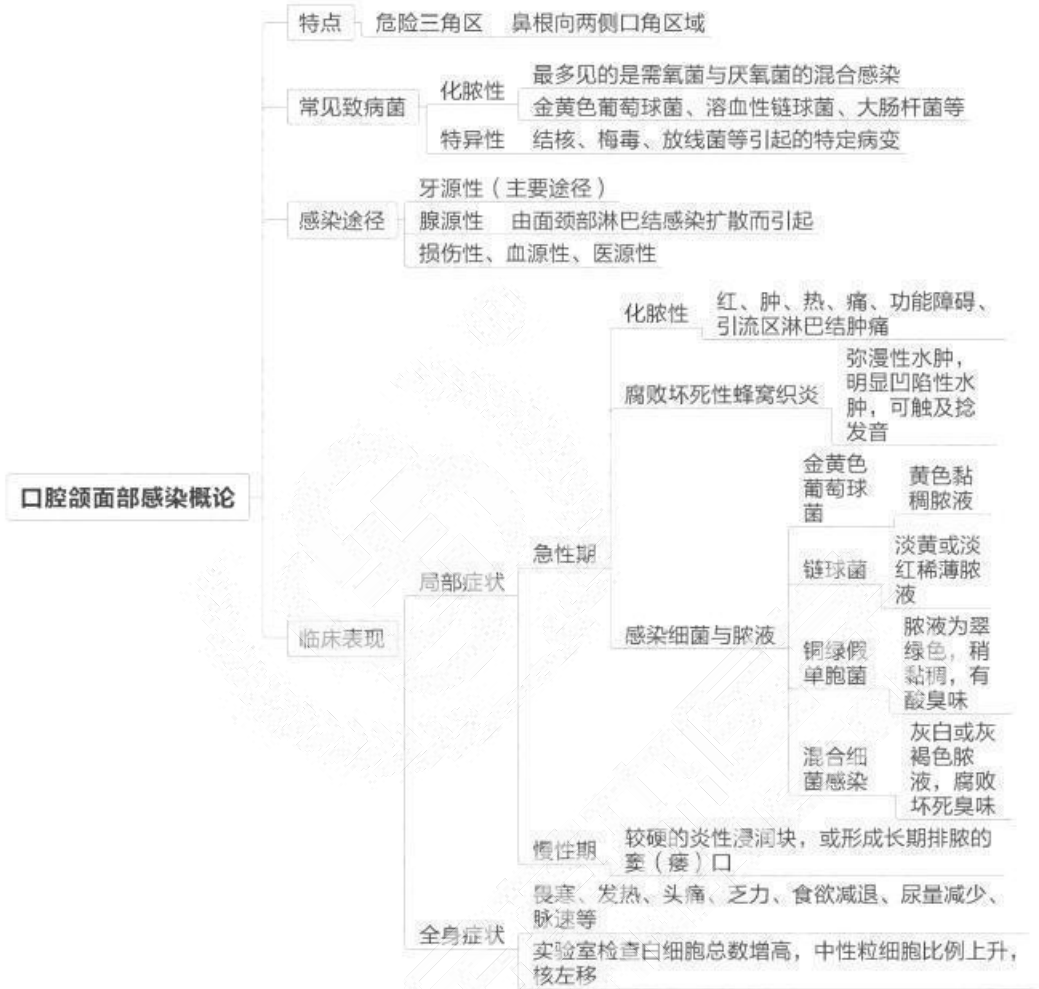 特点
危险三角区
鼻根向两侧口角区域
常见致病菌
化脓性
最多见的是需氧菌与厌氧菌的混合感染
金黄色葡萄球菌、溶血性链球菌、大肠杆菌等
特异性
结核、梅毒、放线菌等引起的特定病变
感染途径
牙源性（主要途径）
腺源性
由面颈部淋巴结感染扩散而引起
损伤性、血源性、医源性
口腔颌面部感染概论
临床表现
局部症状
急性期
化脓性
红、肿、热、痛、功能障碍、
引流区淋巴结肿痛
腐败坏死性蜂窝织炎
弥漫性水肿，
明显凹陷性水
肿，可触及捻
发音
感染细菌与脓液
金黄色
葡萄球
菌
黄色黏
稠脓液
链球菌
淡黄或淡
红稀薄脓
液
铜绿假
单胞菌
脓液为翠
绿色，稍
黏稠，有
酸臭味
混合细
菌感染
灰白或灰
褐色脓
液，腐败
坏死臭味
慢性期
较硬的炎性浸润块，或形成长期排脓的
窦（瘘）口
全身症状
畏寒、发热、头痛、乏力、食欲减退、尿量减少、
脉速等
实验室检查白细胞总数增高，中性粒细胞比例上升，
核左移